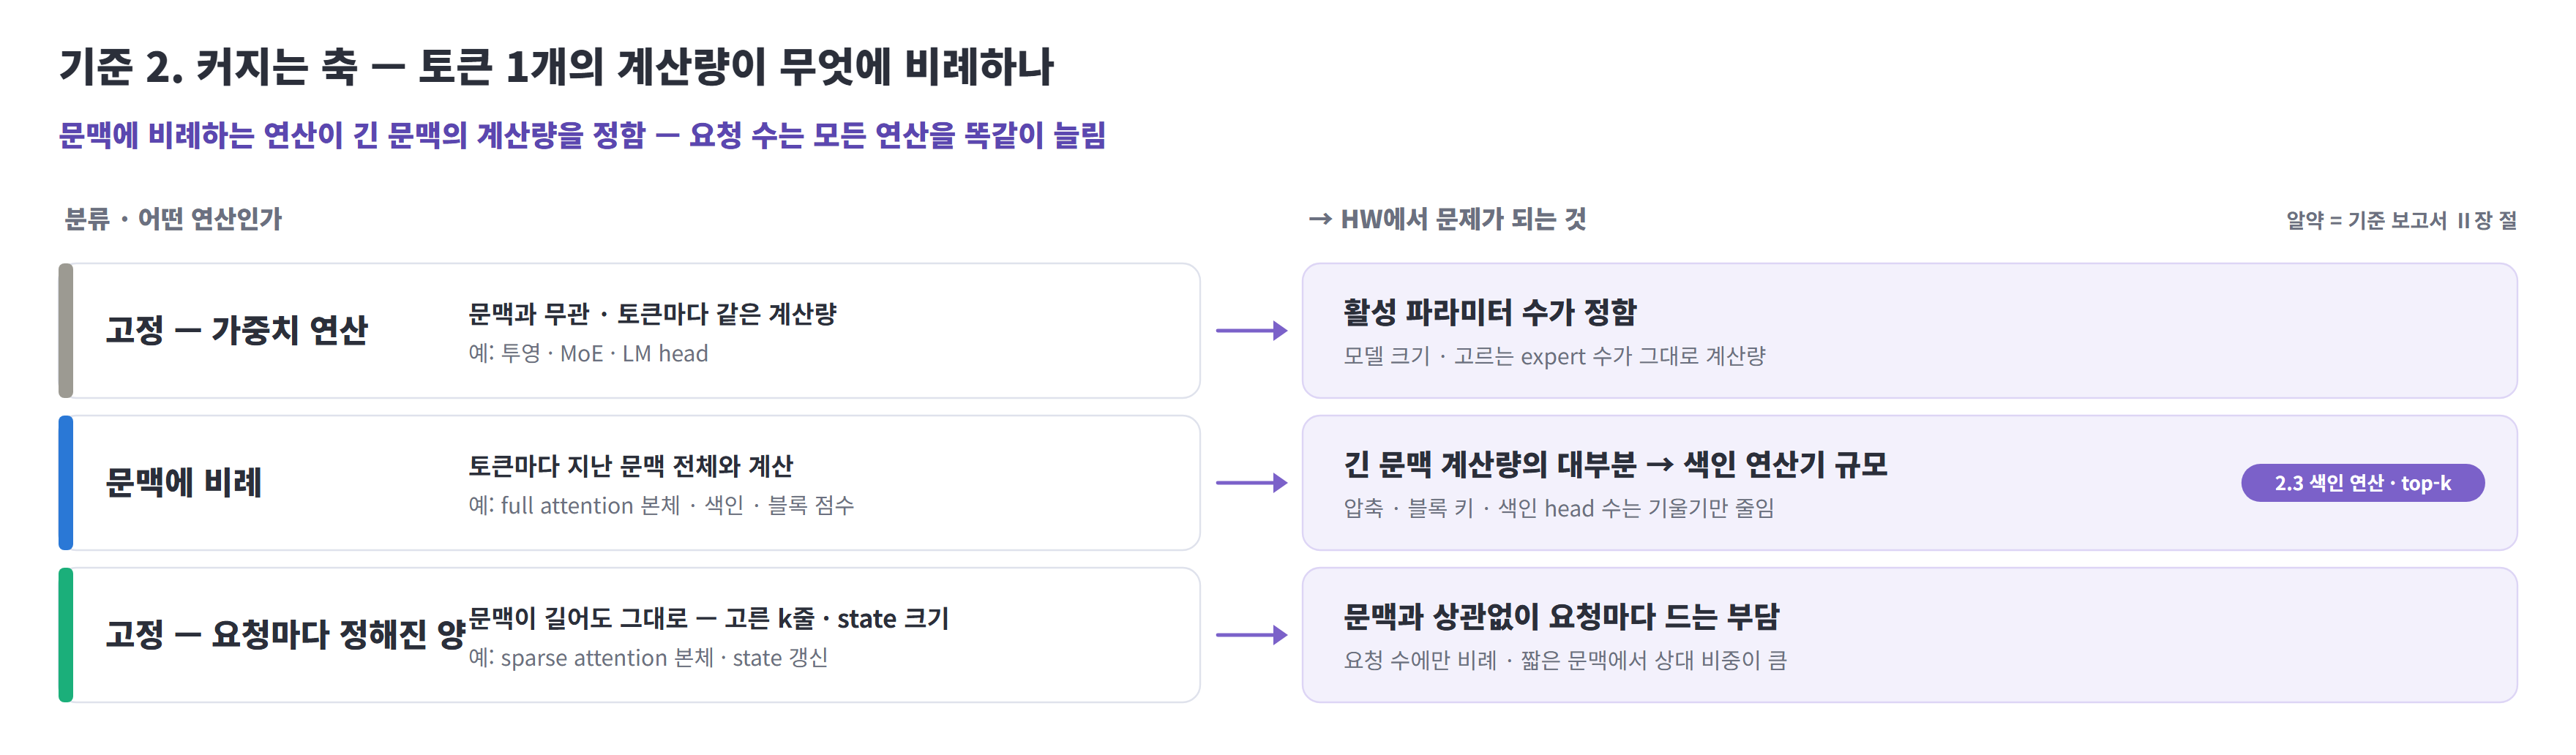 기준 2. 커지는 축 — 토큰 1개의 계산량이 무엇에 비례하나
문맥에 비례하는 연산이 긴 문맥의 계산량을 정함 — 요청 수는 모든 연산을 똑같이 늘림
분류 · 어떤 연산인가
→ HW에서 문제가 되는 것
알약 = 기준 보고서 II장 절
고정 — 가중치 연산
문맥과 무관 · 토큰마다 같은 계산량
예: 투영 · MoE · LM head
활성 파라미터 수가 정함
모델 크기 · 고르는 expert 수가 그대로 계산량
문맥에 비례
토큰마다 지난 문맥 전체와 계산
예: full attention 본체 · 색인 · 블록 점수
긴 문맥 계산량의 대부분 → 색인 연산기 규모
압축 · 블록 키 · 색인 head 수는 기울기만 줄임
2.3 색인 연산 · top-k
고정 — 요청마다 정해진 양
문맥이 길어도 그대로 — 고른 k줄 · state 크기
예: sparse attention 본체 · state 갱신
문맥과 상관없이 요청마다 드는 부담
요청 수에만 비례 · 짧은 문맥에서 상대 비중이 큼